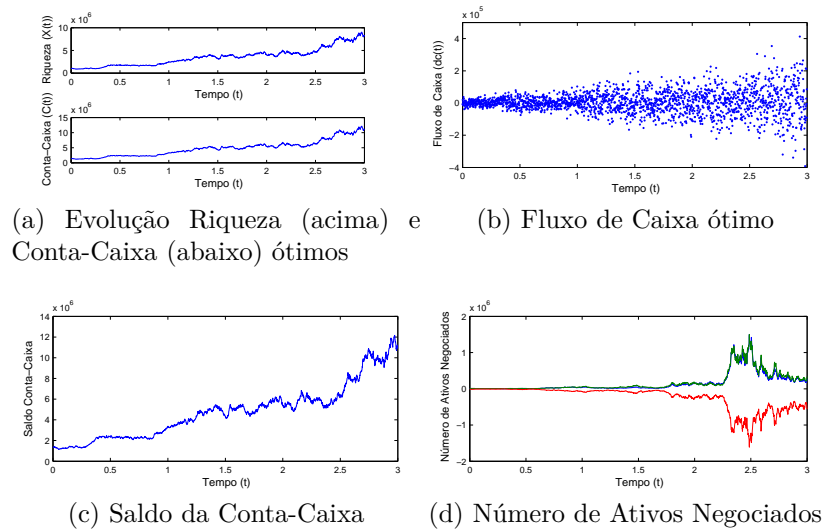 x 10^6
Riqueza (X(t))
10
5
0
0 0.5 1 1.5 2 2.5 3
Tempo (t)
x 10^6
Conta–Caixa (C(t))
15
10
5
0
0 0.5 1 1.5 2 2.5 3
Tempo (t)
(a) Evolução Riqueza (acima) e
Conta-Caixa (abaixo) ótimos
x 10^5
Fluxo de Caixa (dc(t))
4
2
0
−2
−4
0 0.5 1 1.5 2 2.5 3
Tempo (t)
(b) Fluxo de Caixa ótimo
x 10^6
Saldo Conta–Caixa
14
12
10
8
6
4
2
0
0 0.5 1 1.5 2 2.5 3
Tempo (t)
(c) Saldo da Conta-Caixa
x 10^6
Número de Ativos Negociados
2
1
0
−1
−2
0 0.5 1 1.5 2 2.5 3
Tempo (t)
(d) Número de Ativos Negociados